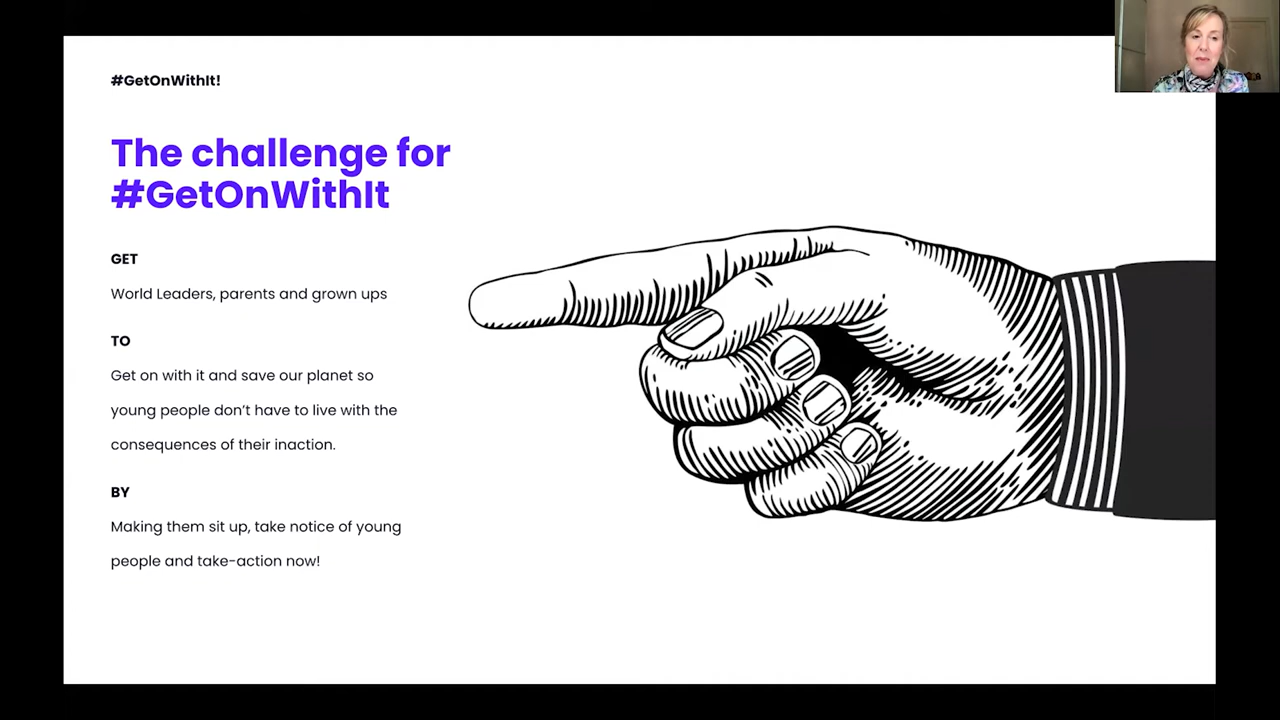 #GetOnWithIt!
The challenge for
#GetOnWithIt
GET
World Leaders, parents and grown ups
TO
Get on with it and save our planet so
young people don’t have to live with the
consequences of their inaction.
BY
Making them sit up, take notice of young
people and take-action now!